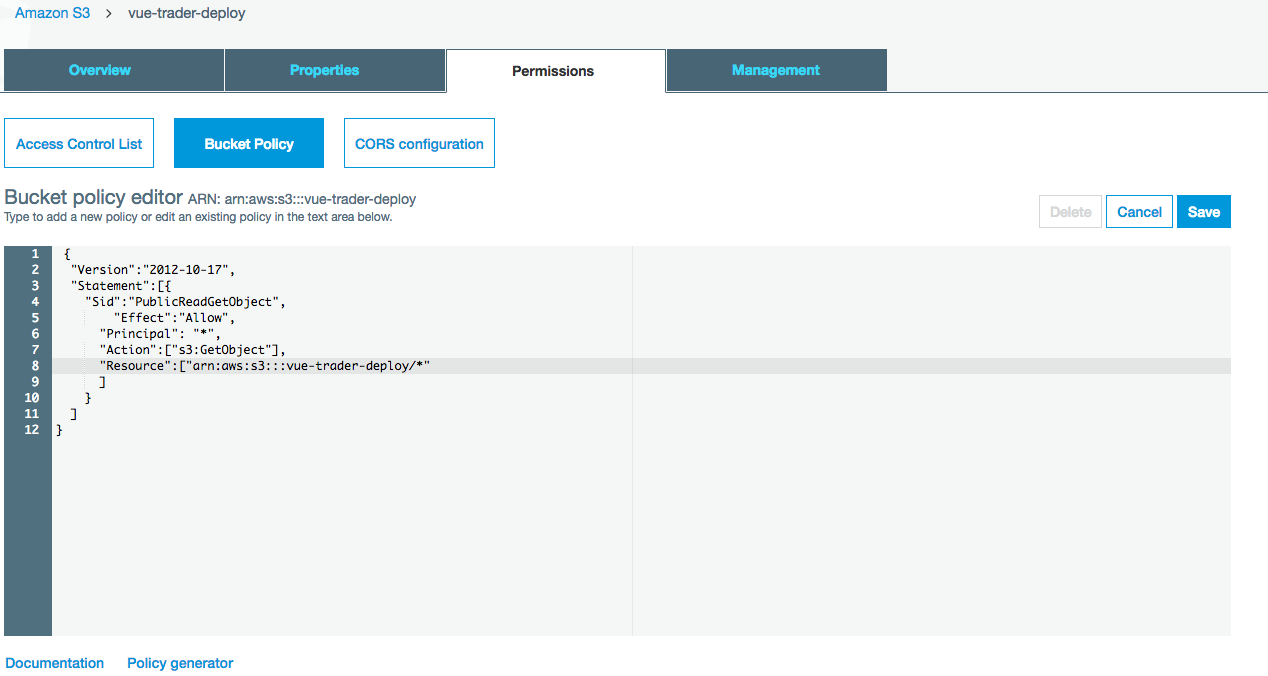 Amazon S3 > vue-trader-deploy
Overview Properties Permissions Management
Access Control List Bucket Policy CORS configuration
Bucket policy editor ARN: arn:aws:s3:::vue-trader-deploy
Type to add a new policy or edit an existing policy in the text area below.
Delete Cancel Save
1 {
2 "Version":"2012-10-17",
3 "Statement":[{
4 "Sid":"PublicReadGetObject",
5 "Effect":"Allow",
6 "Principal": "*",
7 "Action":["s3:GetObject"],
8 "Resource":["arn:aws:s3:::vue-trader-deploy/*"
9 ]
10 }
11 ]
12 }
Documentation Policy generator